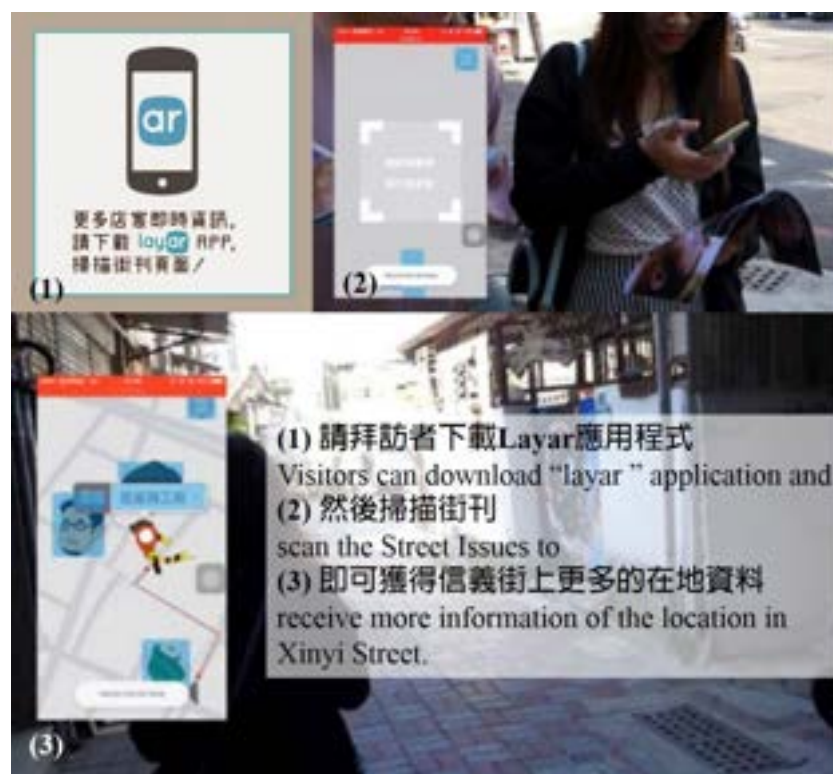 ar
更多店家即時資訊,
請下載 layar APP,
掃描街刊頁面/
(1)
(2)
(1) 請拜訪者下載Layar應用程式
Visitors can download “layar ” application and
(2) 然後掃描街刊
scan the Street Issues to
(3) 即可獲得信義街上更多的在地資料
receive more information of the location in
Xinyi Street.
(3)